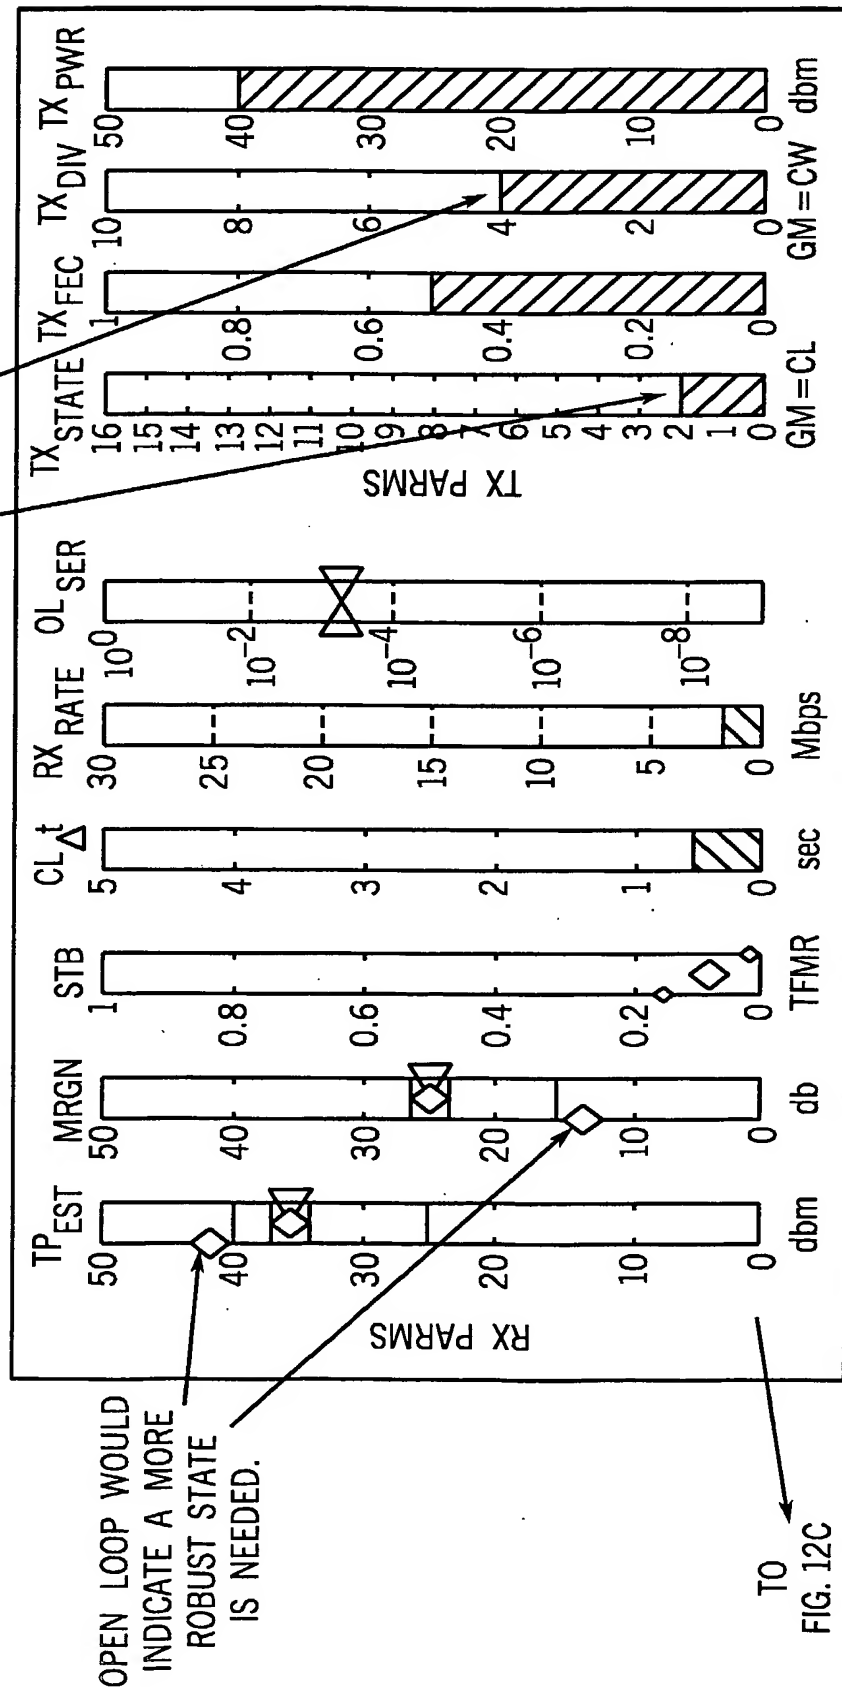 OPEN LOOP WOULD
INDICATE A MORE
ROBUST STATE
IS NEEDED.
TO
FIG. 12C
RX PARMS
TP EST
50
40
30
20
10
0
dbm
MRGN
50
40
30
20
10
0
db
STB
1
0.8
0.6
0.4
0.2
0
TFMR
CL Δt
5
4
3
2
1
0
sec
RX RATE
30
25
20
15
10
5
0
Mbps
OL SER
10^0
10^-2
10^-4
10^-6
10^-8
TX PARMS
TX STATE
16
15
14
13
12
11
10
9
8
7
6
5
4
3
2
1
0
GM = CL
TX FEC
1
0.8
0.6
0.4
0.2
0
TX DIV
10
8
6
4
2
0
GM = CW
TX PWR
50
40
30
20
10
0
dbm